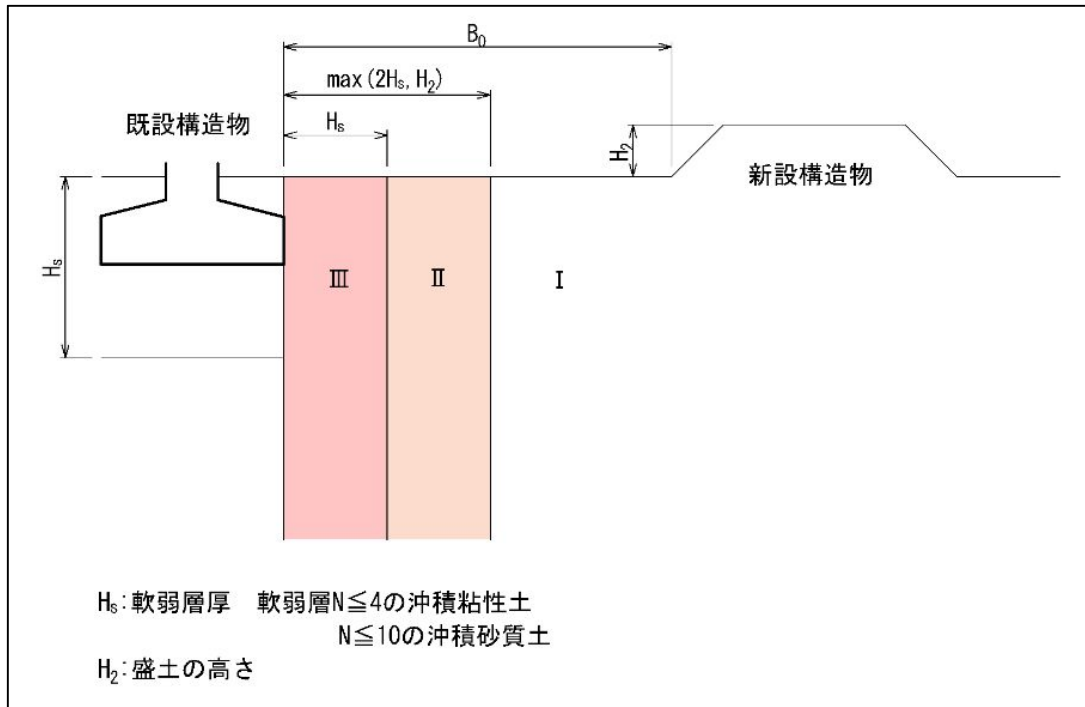 B₀
max(2Hₛ, H₂)
既設構造物
Hₛ
H₂
新設構造物
Hₛ
Ⅲ
Ⅱ
Ⅰ
Hₛ:軟弱層厚 軟弱層N≦4の沖積粘性土
N≦10の沖積砂質土
H₂:盛土の高さ